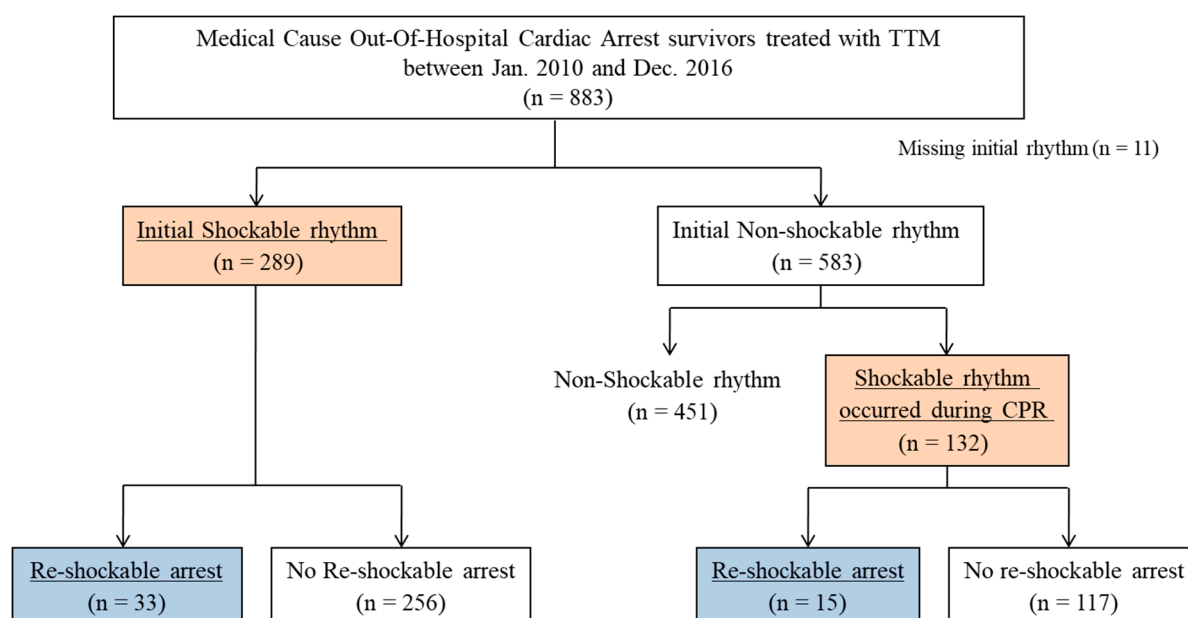 Medical Cause Out-Of-Hospital Cardiac Arrest survivors treated with TTM
between Jan. 2010 and Dec. 2016
(n = 883)
Missing initial rhythm (n = 11)
Initial Shockable rhythm
(n = 289)
Initial Non-shockable rhythm
(n = 583)
Non-Shockable rhythm
(n = 451)
Shockable rhythm
occurred during CPR
(n = 132)
Re-shockable arrest
(n = 33)
No Re-shockable arrest
(n = 256)
Re-shockable arrest
(n = 15)
No re-shockable arrest
(n = 117)